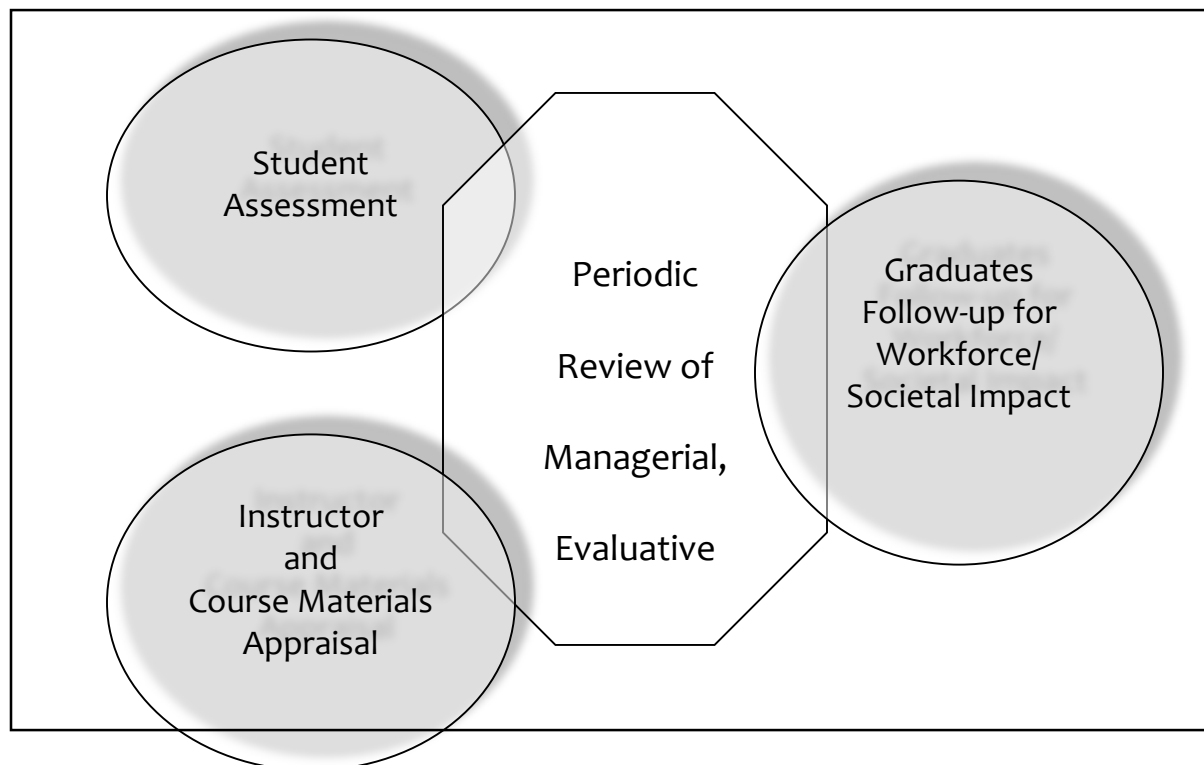 Student
Assessment
Periodic
Review of
Managerial,
Evaluative
Graduates
Follow-up for
Workforce/
Societal Impact
Instructor
and
Course Materials
Appraisal